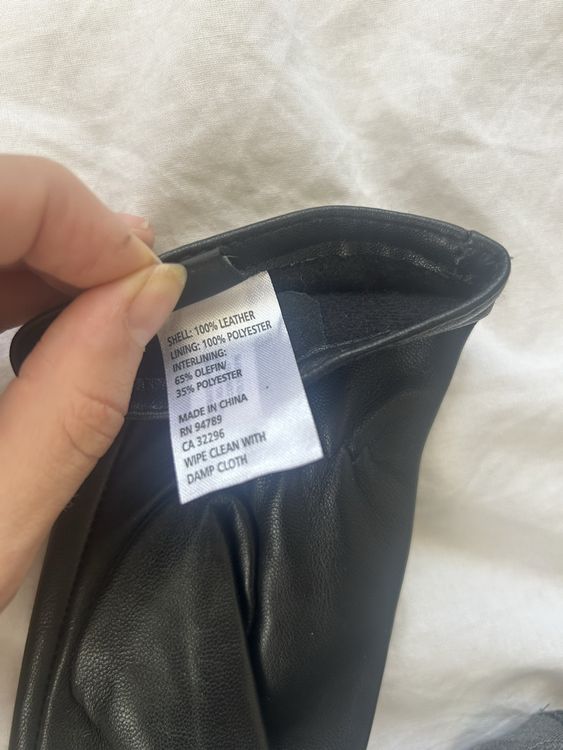 SHELL: 100% LEATHER
LINING: 100% POLYESTER
INTERLINING:
65% OLEFIN/
35% POLYESTER
MADE IN CHINA
RN 94789
CA 32296
WIPE CLEAN WITH
DAMP CLOTH